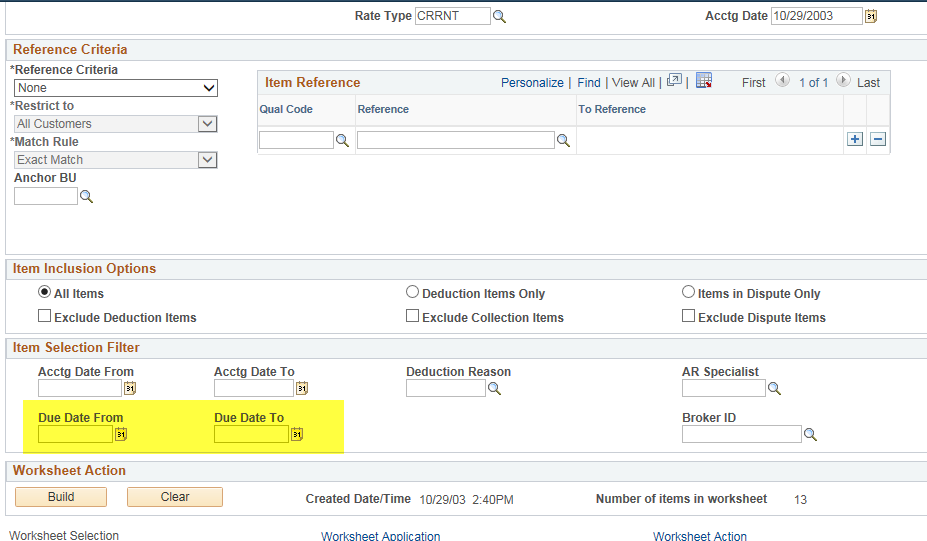 Rate Type CRRNT Acctg Date 10/29/2003
Reference Criteria
*Reference Criteria
None
*Restrict to
All Customers
*Match Rule
Exact Match
Anchor BU
Item Reference Personalize | Find | View All | | First 1 of 1 Last
Qual Code Reference To Reference
Item Inclusion Options
All Items Deduction Items Only Items in Dispute Only
Exclude Deduction Items Exclude Collection Items Exclude Dispute Items
Item Selection Filter
Acctg Date From Acctg Date To Deduction Reason AR Specialist
Due Date From Due Date To Broker ID
Worksheet Action
Build Clear Created Date/Time 10/29/03 2:40PM Number of items in worksheet 13
Worksheet Selection Worksheet Application Worksheet Action